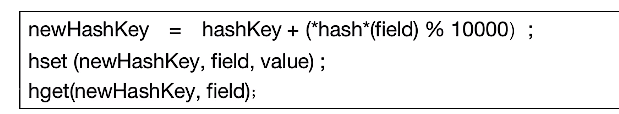 newHashKey = hashKey + (*hash*(field) % 10000) ;
hset (newHashKey, field, value) ;
hget(newHashKey, field);